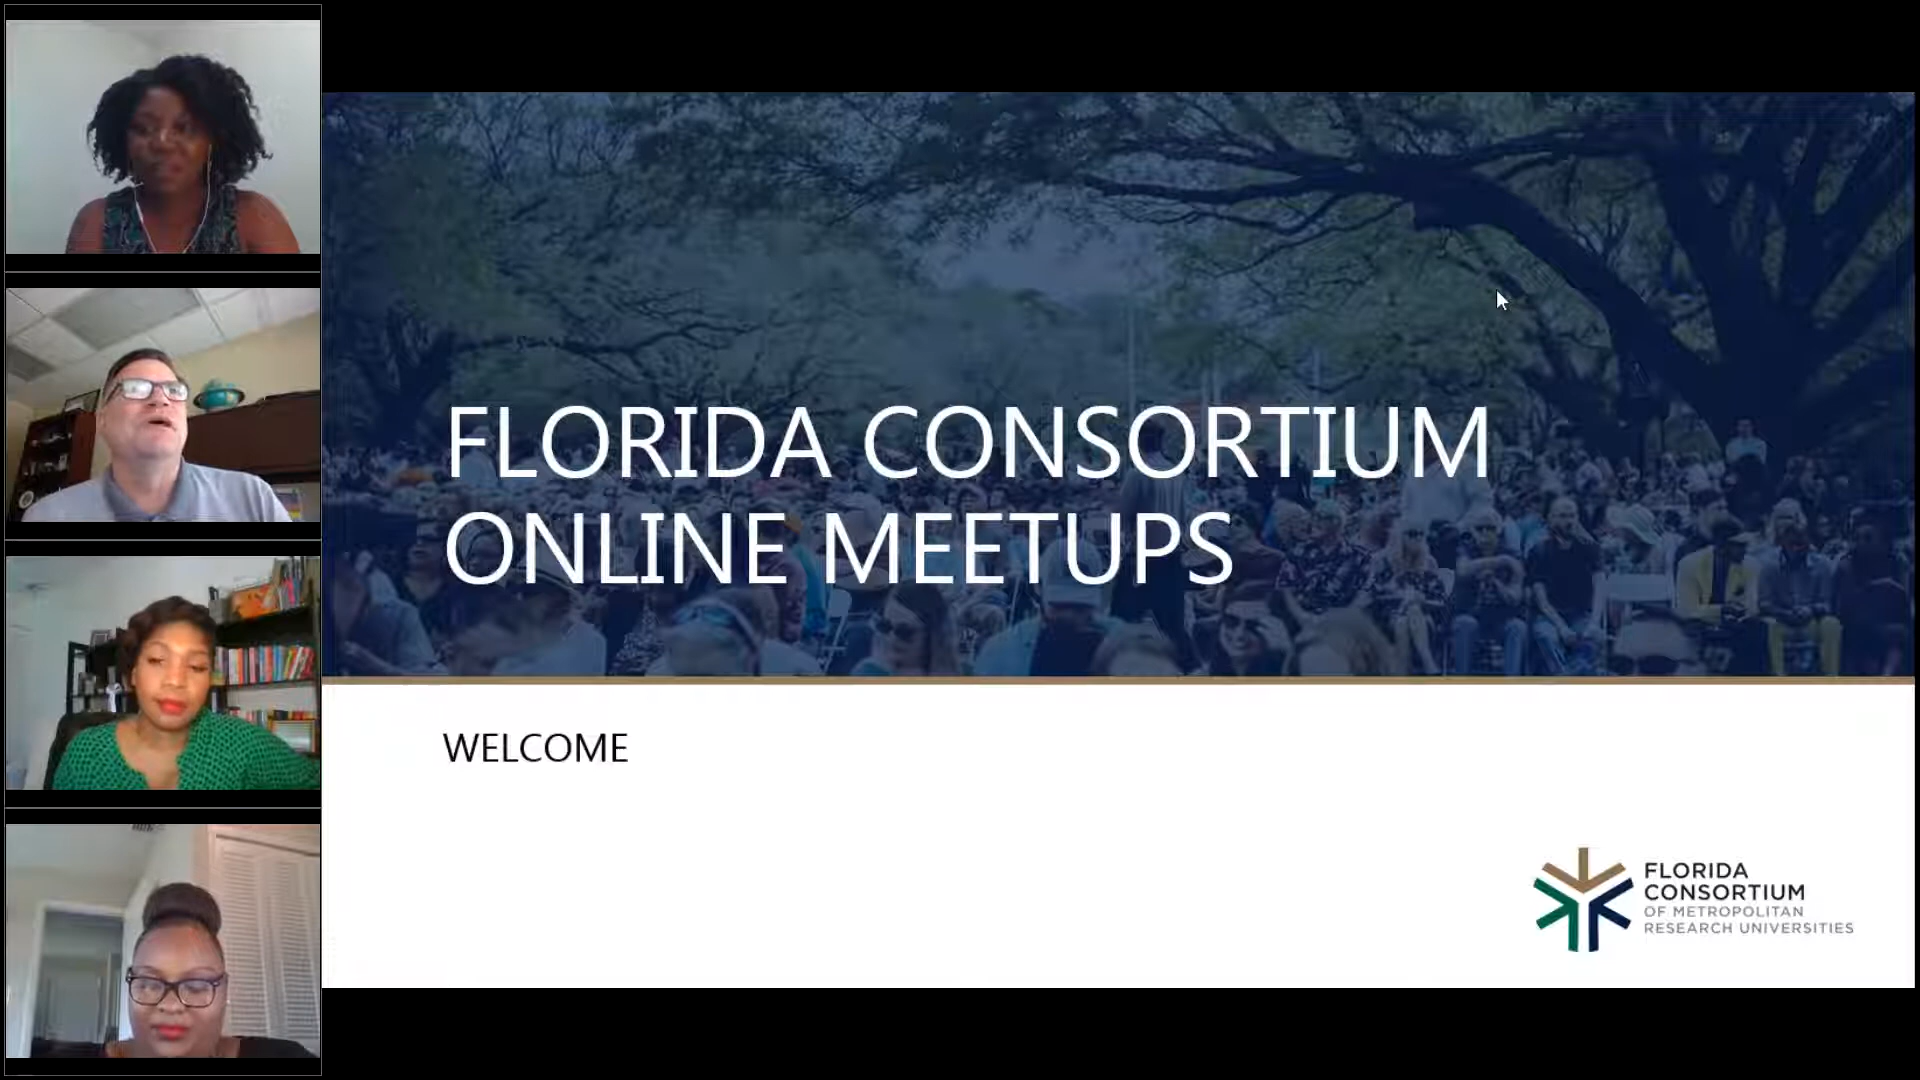 FLORIDA CONSORTIUM
ONLINE MEETUPS
WELCOME
FLORIDA
CONSORTIUM
OF METROPOLITAN
RESEARCH UNIVERSITIES